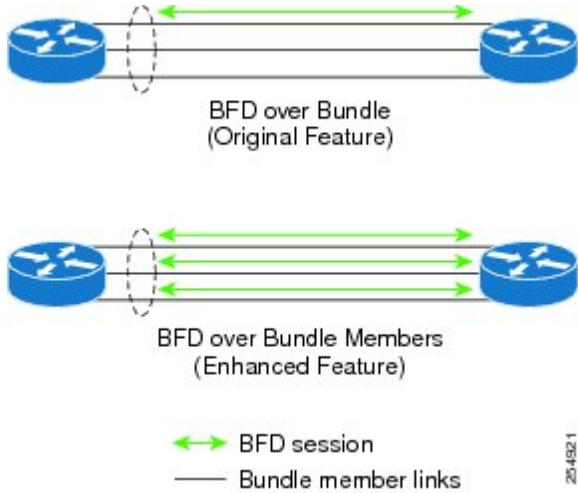 BFD over Bundle
(Original Feature)
BFD over Bundle Members
(Enhanced Feature)
BFD session
Bundle member links
254921